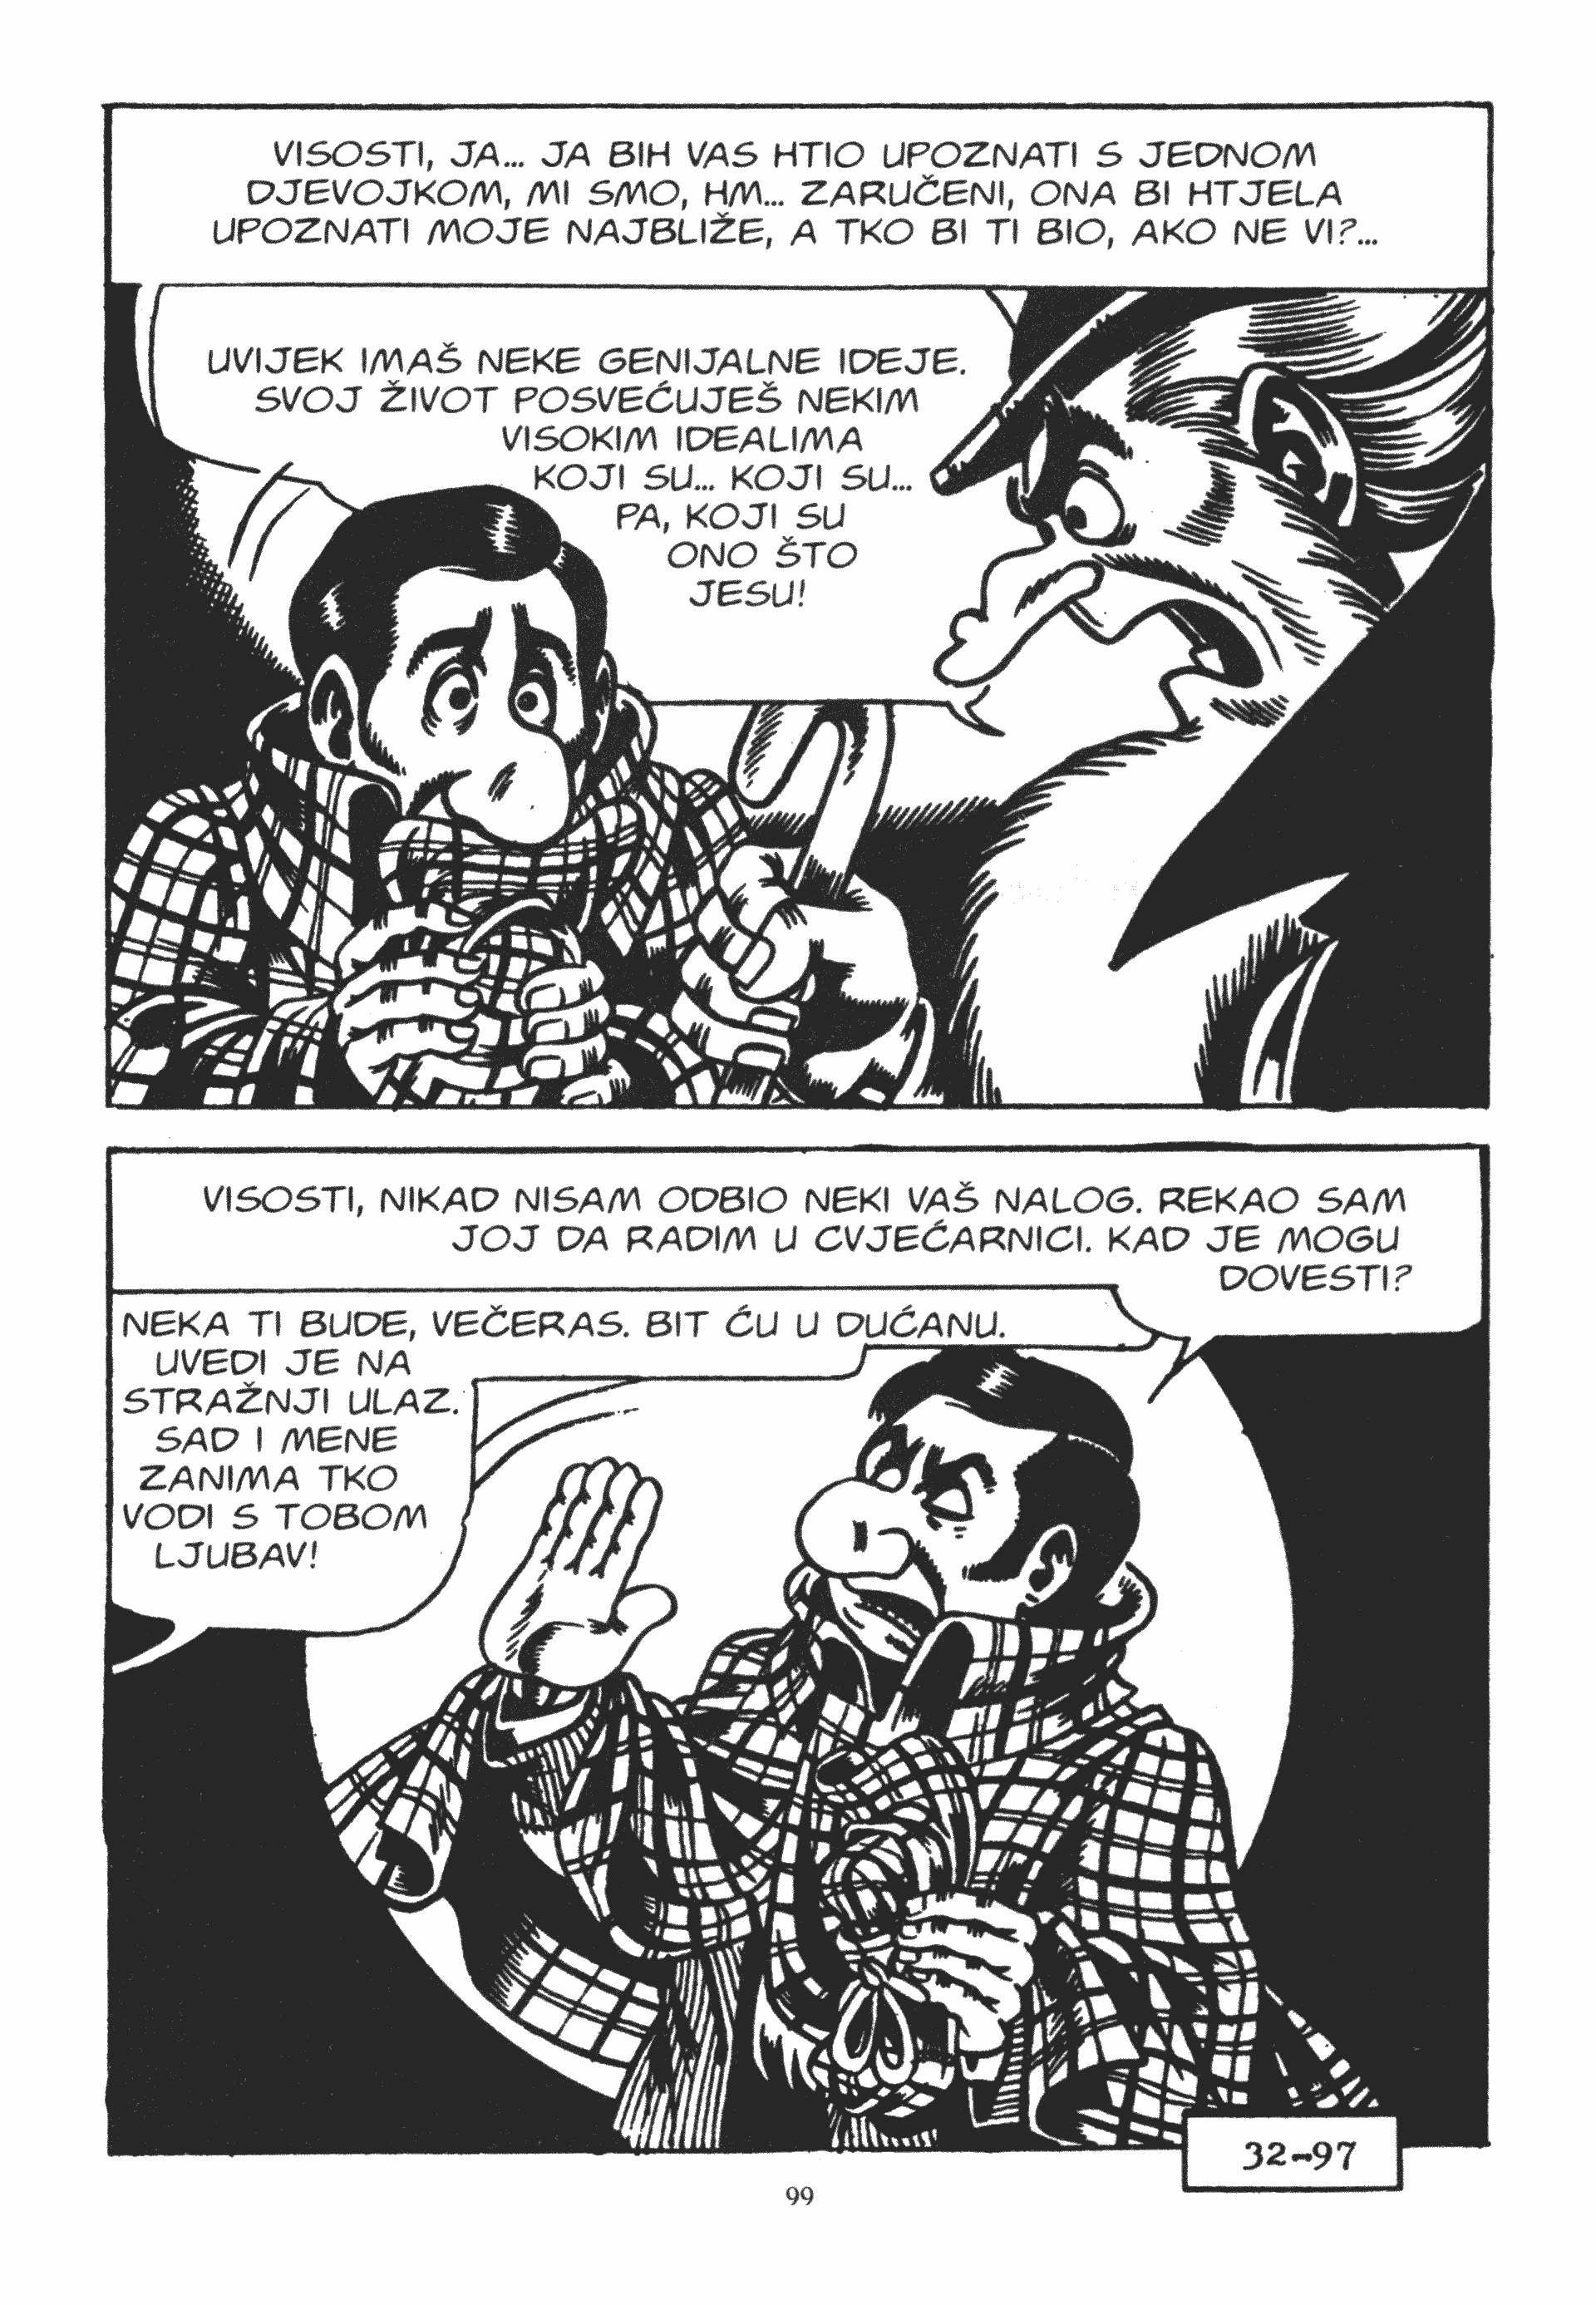 VISOSTI, JA... JA BIH VAS HTIO UPOZNATI S JEDNOM
DJEVOJKOM, MI SMO, HM... ZARUČENI, ONA BI HTJELA
UPOZNATI MOJE NAJBLIŽE, A TKO BI TI BIO, AKO NE VI?...
UVIJEK IMAŠ NEKE GENIJALNE IDEJE.
SVOJ ŽIVOT POSVEĆUJEŠ NEKIM
VISOKIM IDEALIMA
KOJI SU... KOJI SU...
PA, KOJI SU
ONO ŠTO
JESU!
VISOSTI, NIKAD NISAM ODBIO NEKI VAŠ NALOG. REKAO SAM
JOJ DA RADIM U CVJEĆARNICI. KAD JE MOGU
DOVESTI?
NEKA TI BUDE, VEČERAS. BIT ĆU U DUĆANU.
UVEDI JE NA
STRAŽNJI ULAZ.
SAD I MENE
ZANIMA TKO
VODI S TOBOM
LJUBAV!
32-97
99